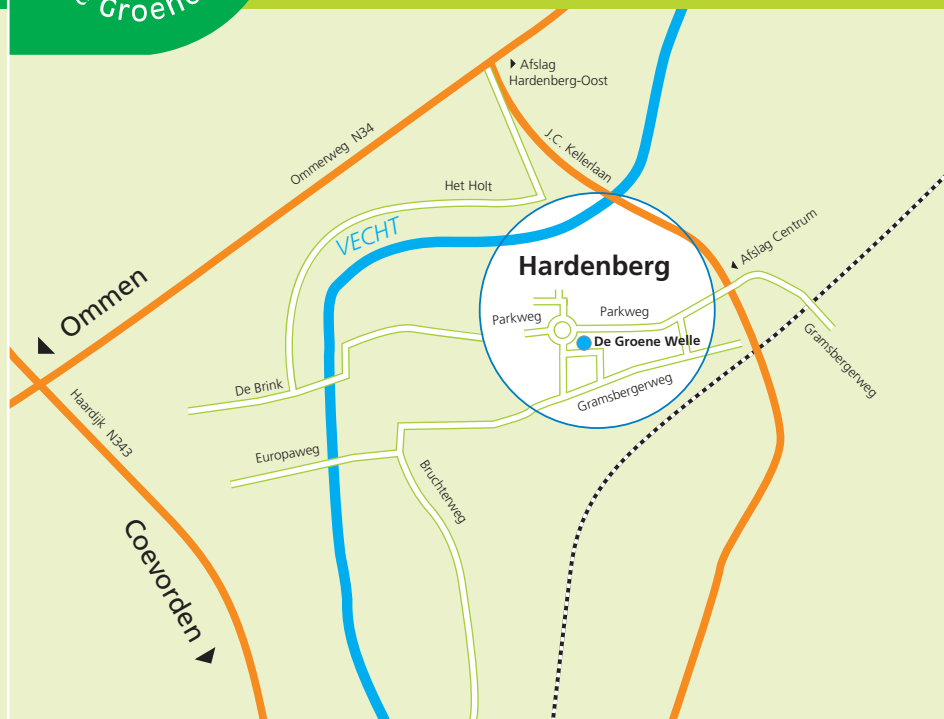 Groene
Afslag
Hardenberg-Oost
J.C. Kellerlaan
Ommerweg N34
Het Holt
VECHT
Afslag Centrum
Hardenberg
Ommen
Parkweg
Parkweg
De Groene Welle
Gramsbergerweg
Gramsbergerweg
De Brink
Haardijk N343
Europaweg
Bruchterweg
Coevorden